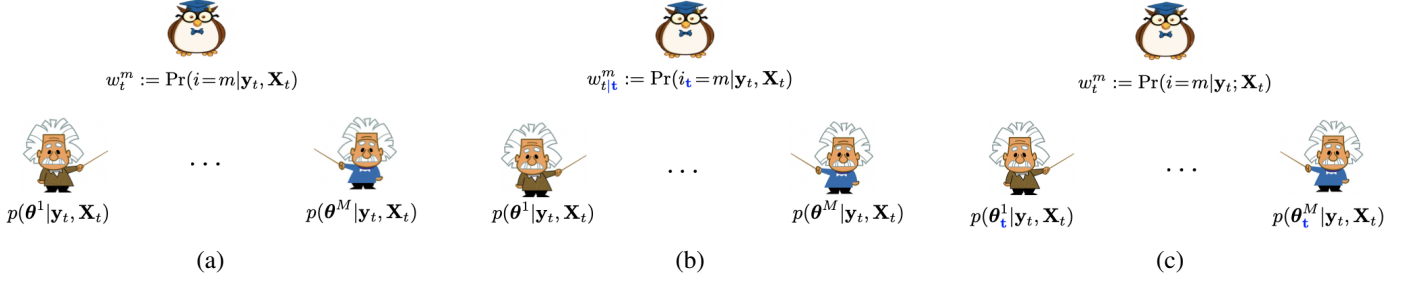 w_t^m := Pr(i=m|y_t, X_t)
w_{t|t}^m := Pr(i_t=m|y_t, X_t)
w_t^m := Pr(i=m|y_t; X_t)
...
...
...
p(θ^1|y_t, X_t)
p(θ^M|y_t, X_t)
p(θ^1|y_t, X_t)
p(θ^M|y_t, X_t)
p(θ_t^1|y_t, X_t)
p(θ_t^M|y_t, X_t)
(a)
(b)
(c)